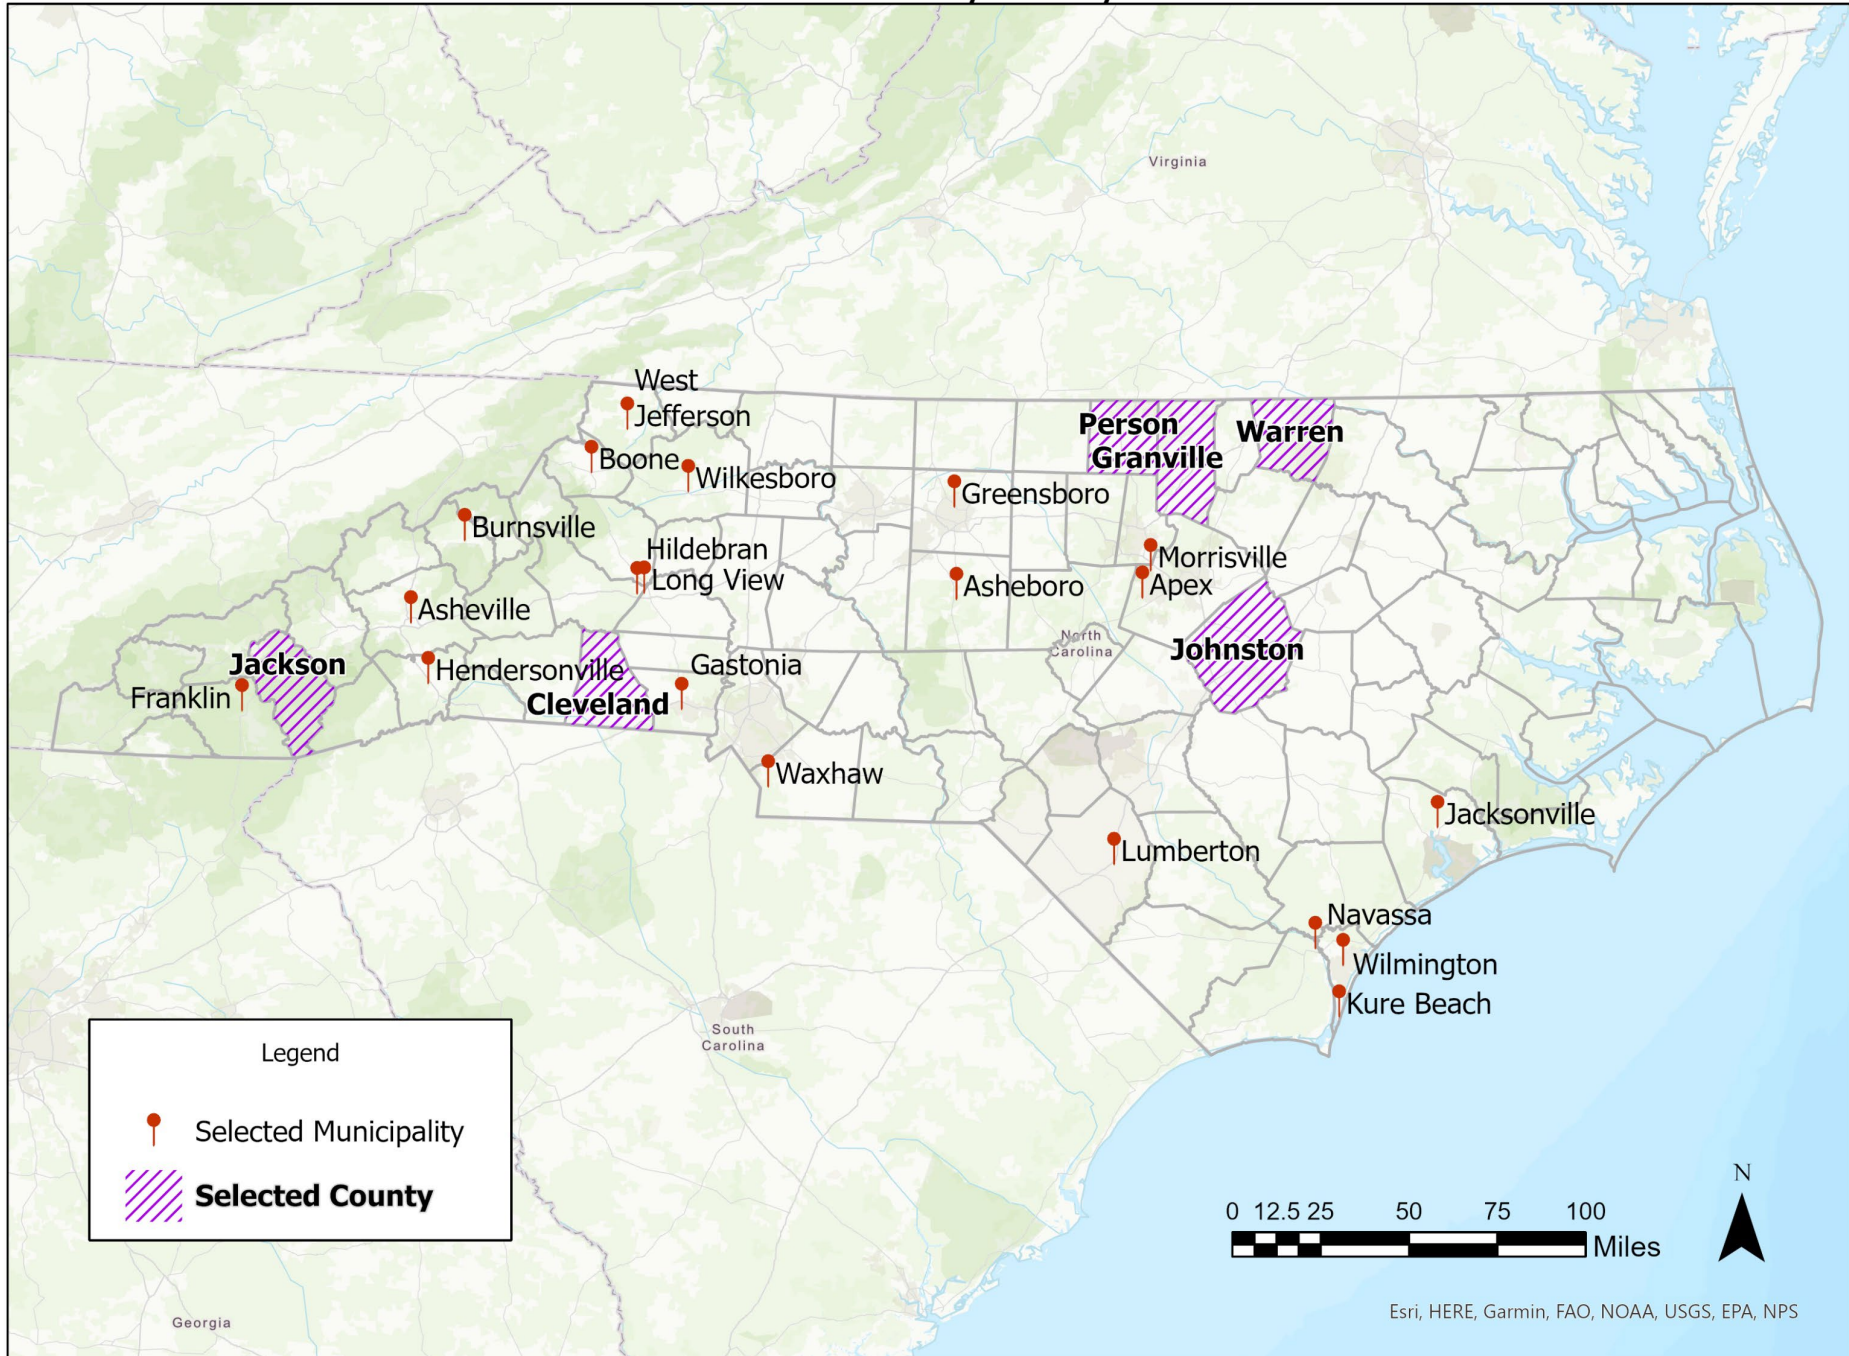 Virginia
West
Jefferson
Boone
Wilkesboro
Person
Granville
Warren
Greensboro
Burnsville
Hildebran
Long View
Morrisville
Apex
Asheboro
Asheville
North
Carolina
Johnston
Jackson
Hendersonville
Gastonia
Franklin
Cleveland
Waxhaw
Jacksonville
Lumberton
Navassa
Wilmington
Kure Beach
South
Carolina
Legend
Selected Municipality
Selected County
N
0 12.5 25 50 75 100
Miles
Esri, HERE, Garmin, FAO, NOAA, USGS, EPA, NPS
Georgia